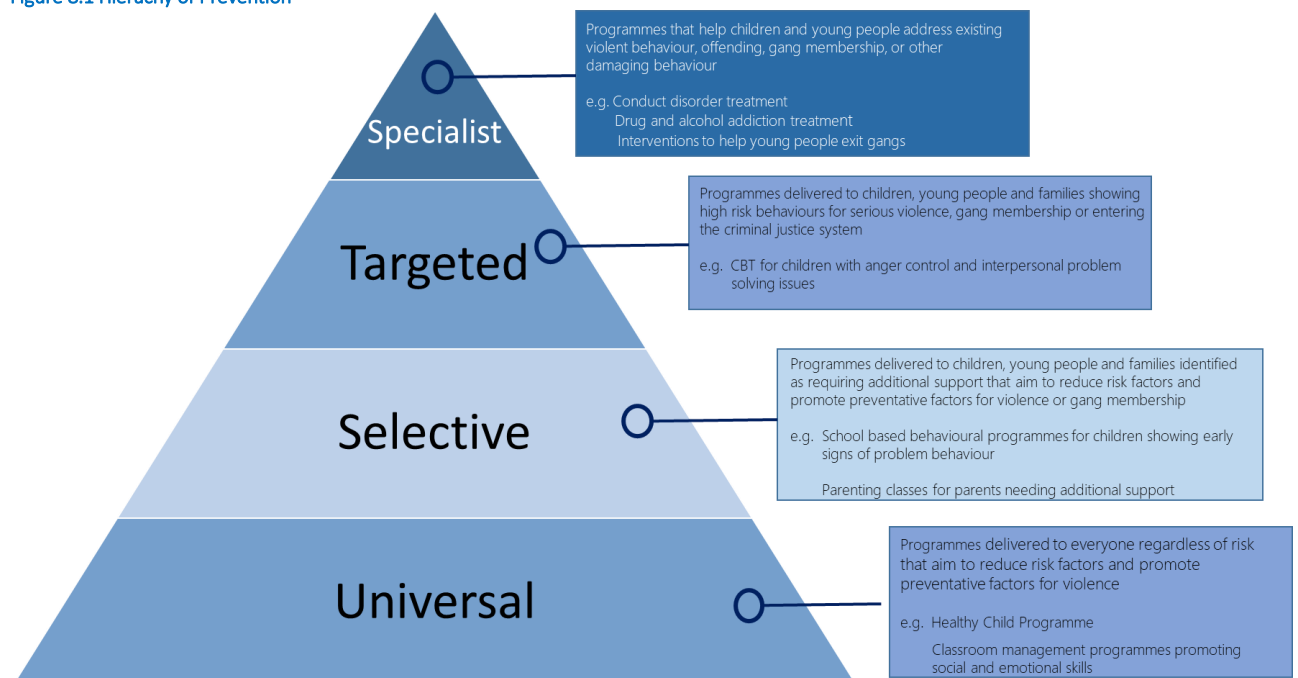 Figure 3.1 Hierachy of Prevention
Programmes that help children and young people address existing
violent behaviour, offending, gang membership, or other
damaging behaviour
e.g. Conduct disorder treatment
Drug and alcohol addiction treatment
Interventions to help young people exit gangs
Specialist
Programmes delivered to children, young people and families showing
high risk behaviours for serious violence, gang membership or entering
the criminal justice system
e.g. CBT for children with anger control and interpersonal problem
solving issues
Targeted
Programmes delivered to children, young people and families identified
as requiring additional support that aim to reduce risk factors and
promote preventative factors for violence or gang membership
e.g. School based behavioural programmes for children showing early
signs of problem behaviour
Parenting classes for parents needing additional support
Selective
Programmes delivered to everyone regardless of risk
that aim to reduce risk factors and promote
preventative factors for violence
e.g. Healthy Child Programme
Classroom management programmes promoting
social and emotional skills
Universal